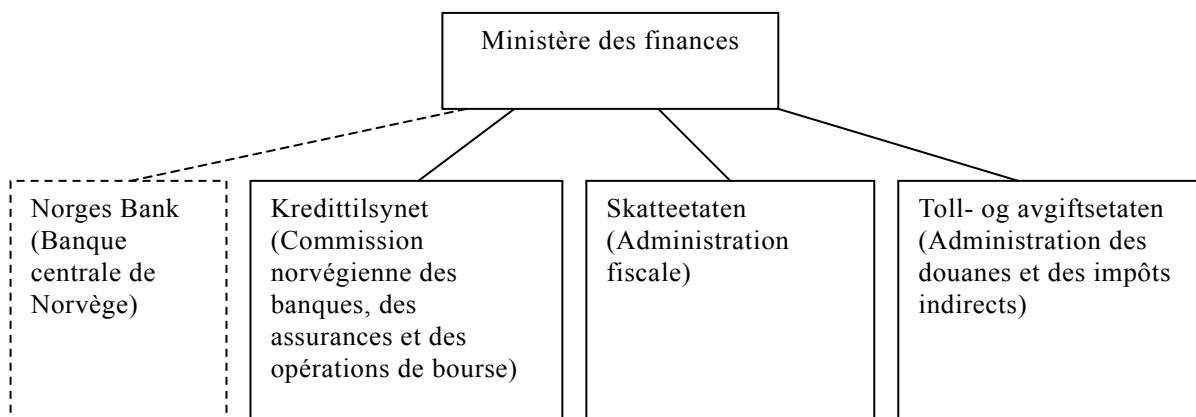 Ministère des finances
Norges Bank
(Banque
centrale de
Norvège)
Kredittilsynet
(Commission
norvégienne des
banques, des
assurances et des
opérations de bourse)
Skatteetaten
(Administration
fiscale)
Toll- og avgiftsetaten
(Administration des
douanes et des impôts
indirects)